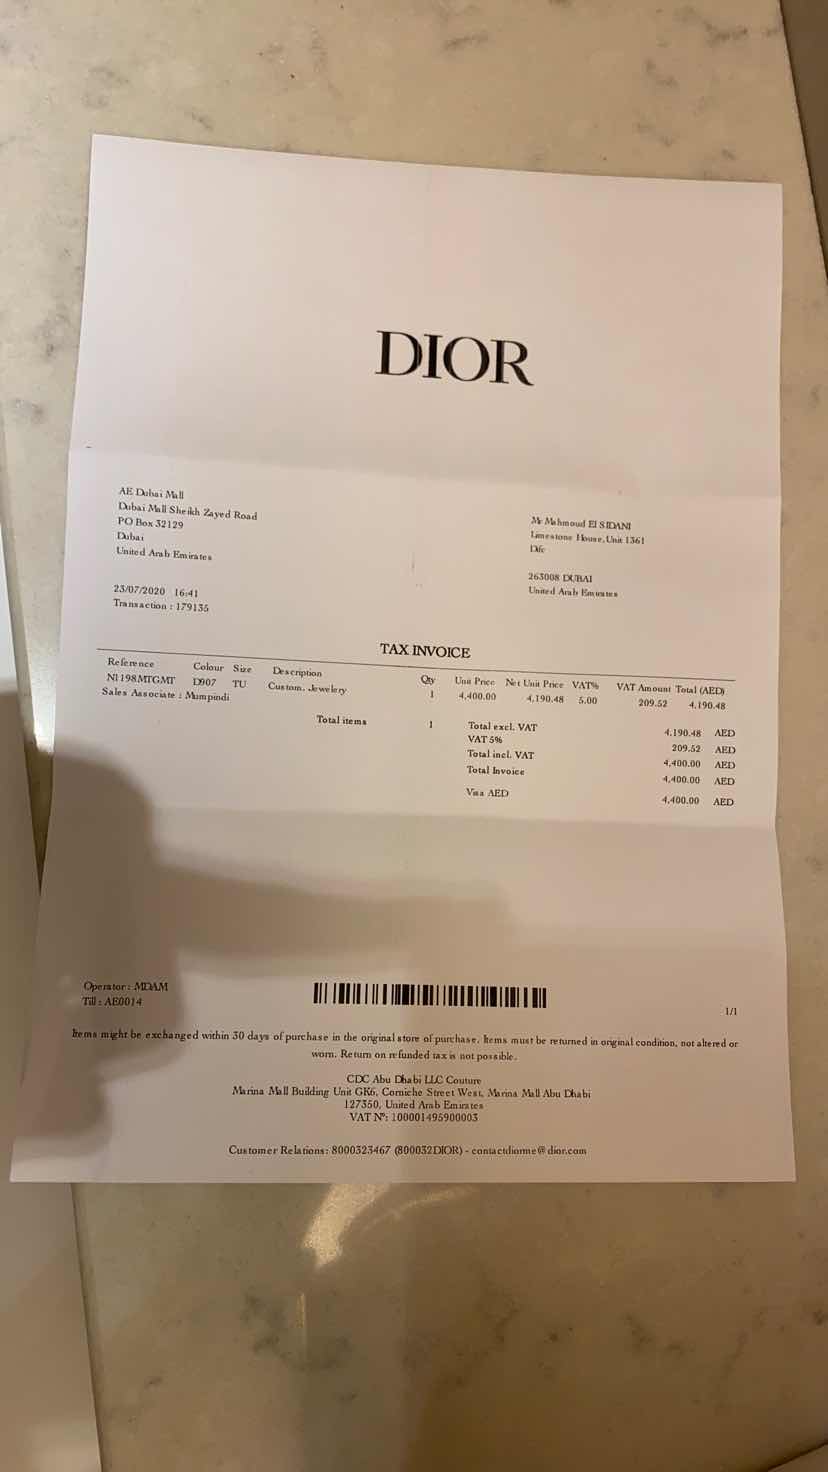 DIOR
AE Dubai Mall
Dubai Mall Sheikh Zayed Road
PO Box 32129
Dubai
United Arab Emirates
Mr Mahmoud El SIDANI
Limestone House, Unit 1361
Difc
263008 DUBAI
United Arab Emirates
23/07/2020 16:41
Transaction : 179135
TAX INVOICE
Reference Colour Size Description Qty Unit Price Net Unit Price VAT% VAT Amount Total (AED)
N1198MTGMT D907 TU Custom. Jewelery 1 4,400.00 4,190.48 5.00 209.52 4,190.48
Sales Associate : Mumpindi
Total items 1 Total excl. VAT 4,190.48 AED
VAT 5% 209.52 AED
Total incl. VAT 4,400.00 AED
Total Invoice 4,400.00 AED
Visa AED 4,400.00 AED
Operator : MDAM
Till : AE0014
1/1
Items might be exchanged within 30 days of purchase in the original store of purchase. Items must be returned in original condition, not altered or
worn. Return on refunded tax is not possible.
CDC Abu Dhabi LLC Couture
Marina Mall Building Unit GK6, Corniche Street West, Marina Mall Abu Dhabi
127350, United Arab Emirates
VAT N°: 100001495900003
Customer Relations: 8000323467 (800032DIOR) - contactdiorme@dior.com